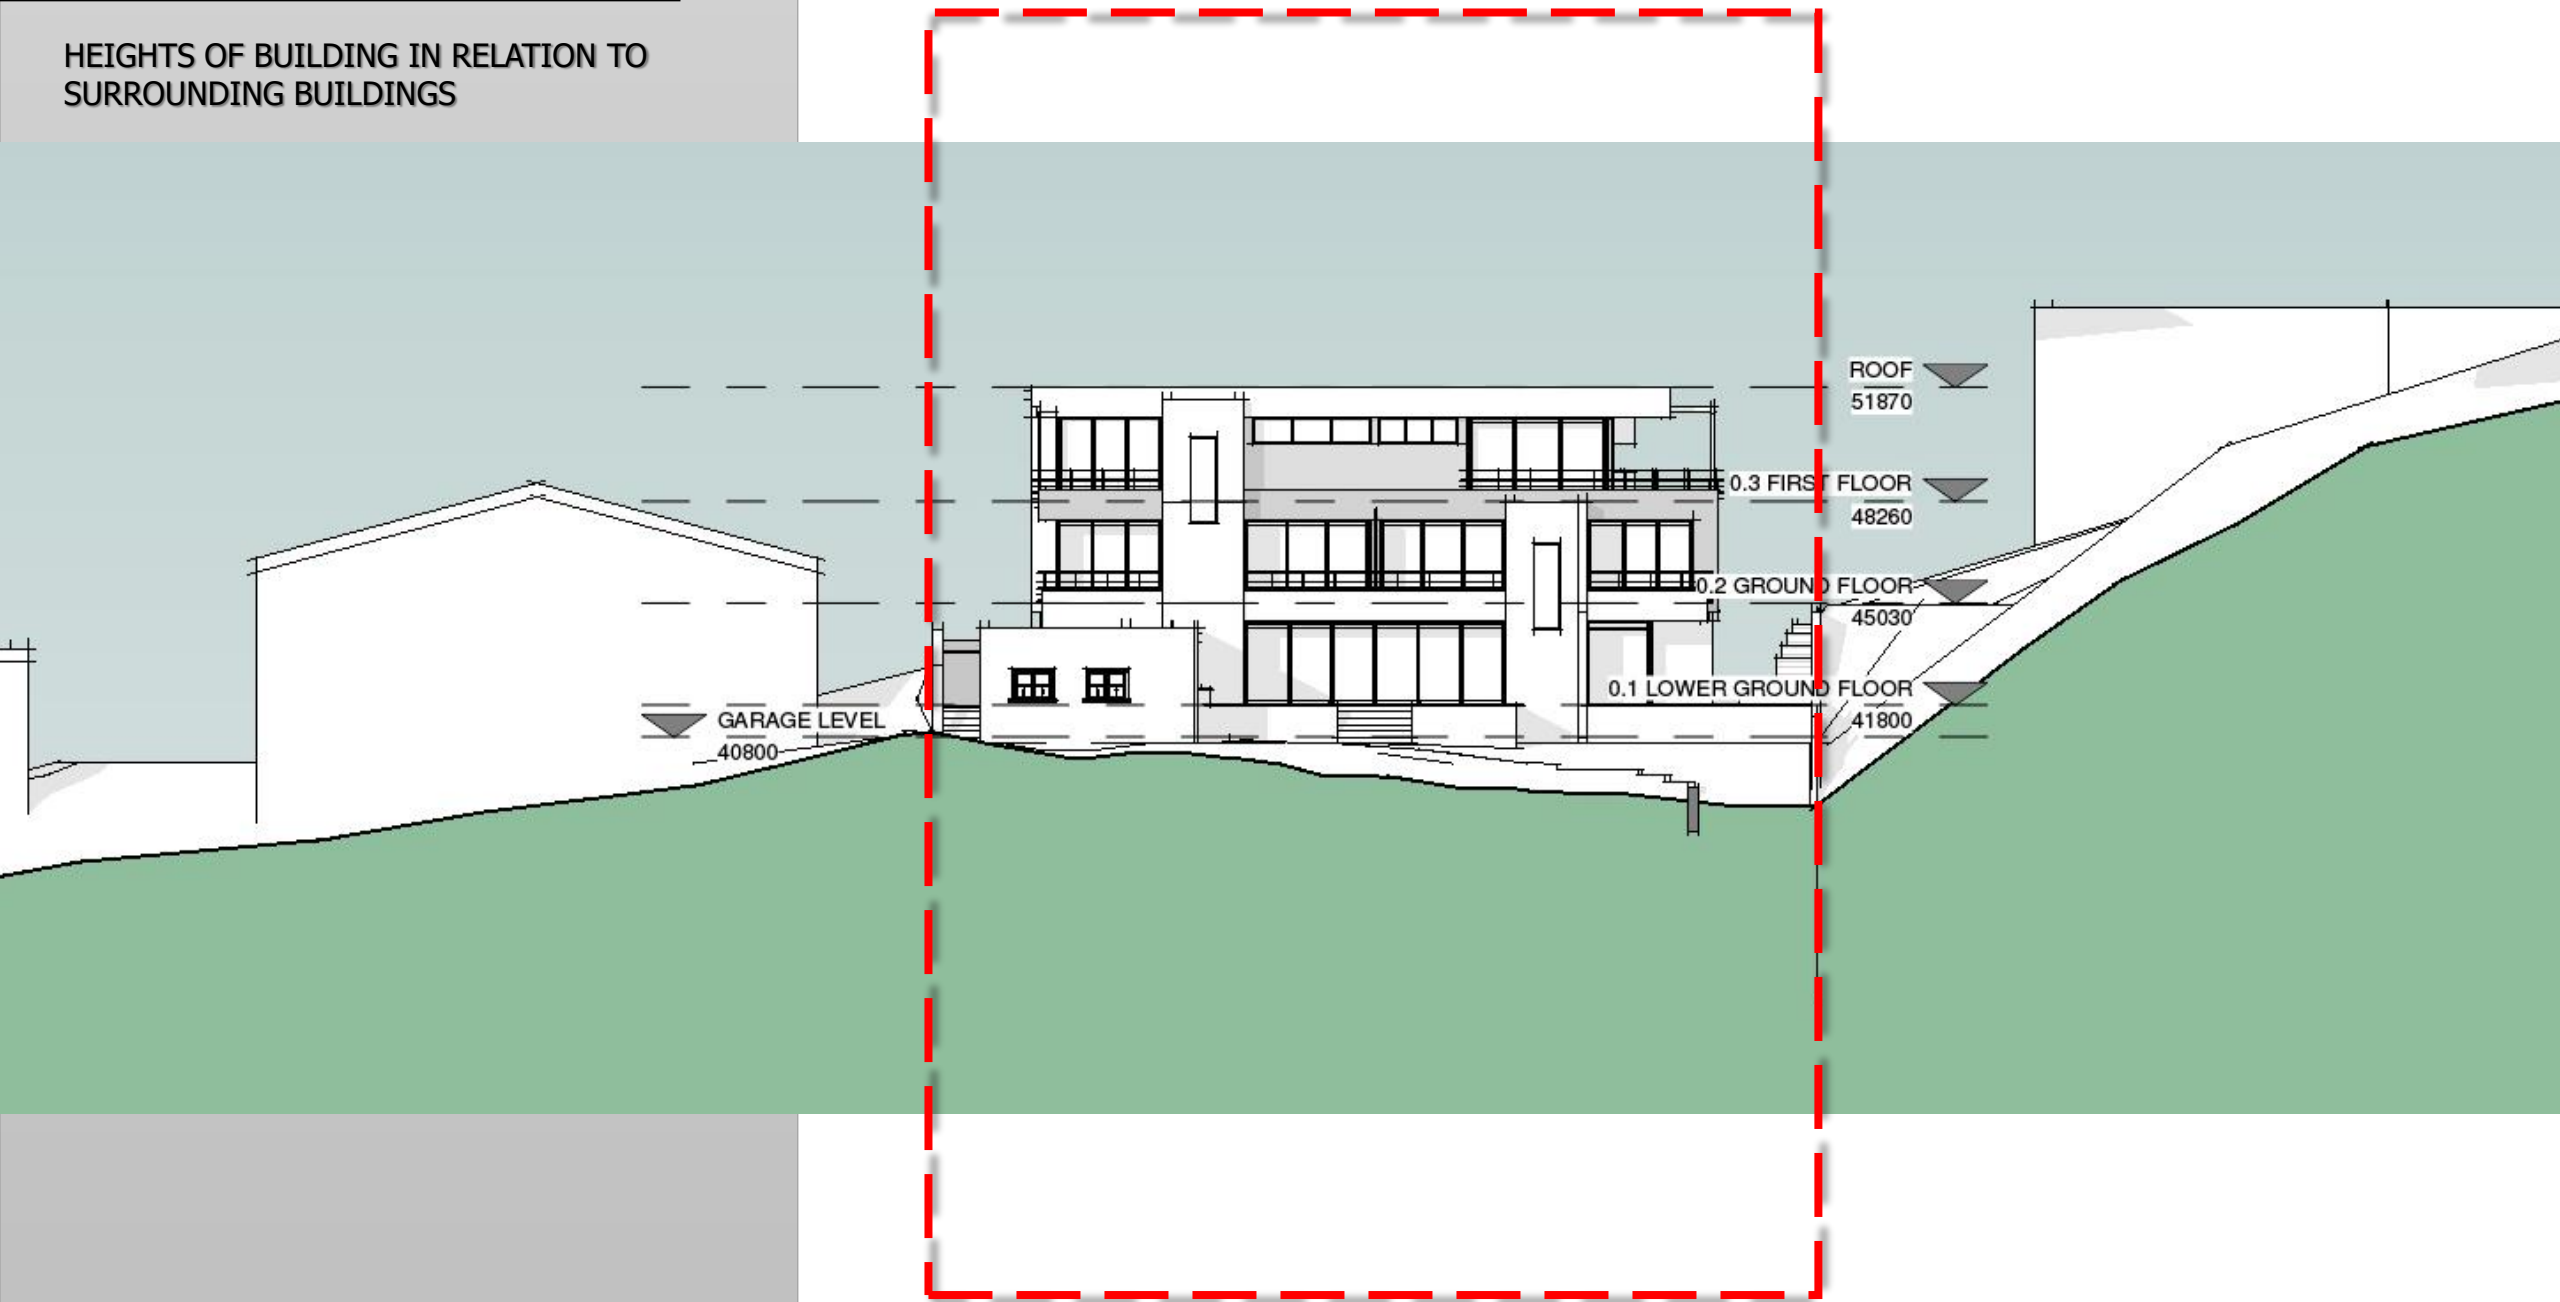 HEIGHTS OF BUILDING IN RELATION TO
SURROUNDING BUILDINGS
ROOF
51870
0.3 FIRST FLOOR
48260
0.2 GROUND FLOOR
45030
0.1 LOWER GROUND FLOOR
41800
GARAGE LEVEL
40800